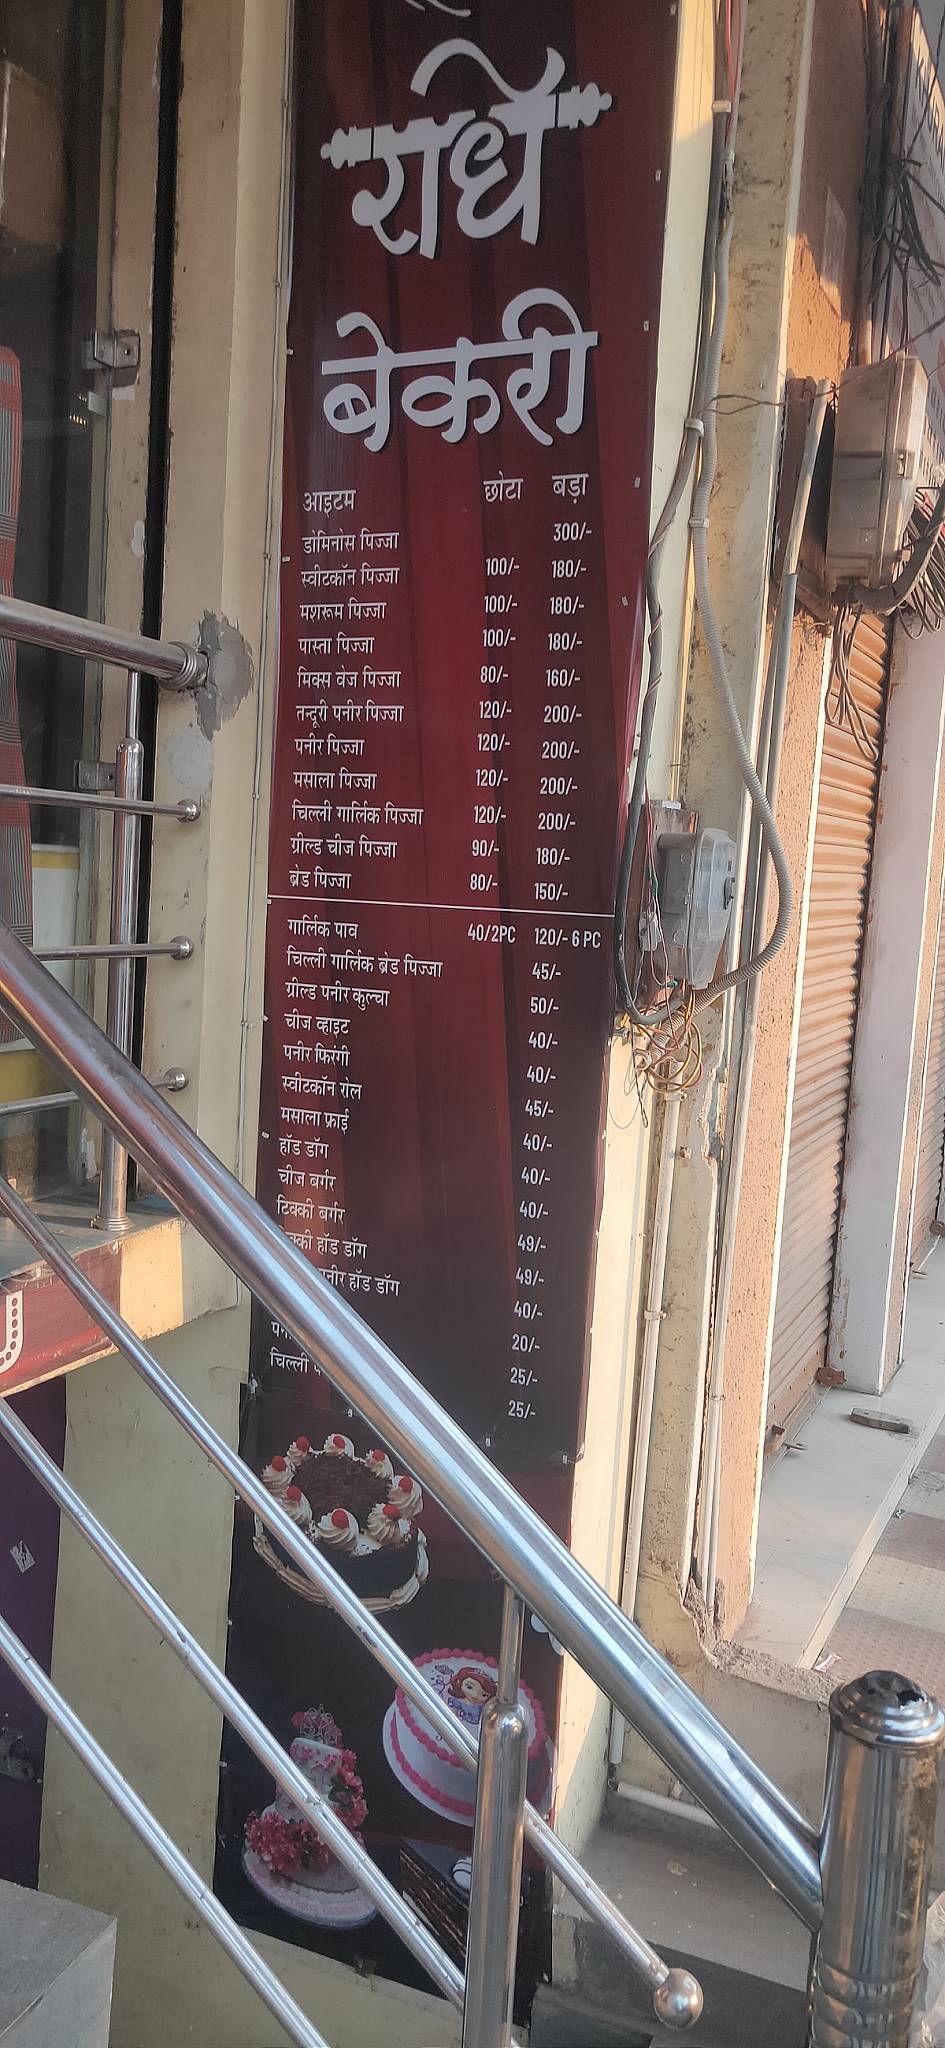 राधे
बेकरी
आइटम छोटा बड़ा
डोमिनोस पिज्जा 300/-
स्वीटकॉन पिज्जा 100/- 180/-
मशरूम पिज्जा 100/- 180/-
पास्ता पिज्जा 100/- 180/-
मिक्स वेज पिज्जा 80/- 160/-
तन्दूरी पनीर पिज्जा 120/- 200/-
पनीर पिज्जा 120/- 200/-
मसाला पिज्जा 120/- 200/-
चिल्ली गार्लिक पिज्जा 120/- 200/-
ग्रील्ड चीज पिज्जा 90/- 180/-
ब्रेड पिज्जा 80/- 150/-
गार्लिक पाव 40/2PC 120/- 6 PC
चिल्ली गार्लिक ब्रेड पिज्जा 45/-
ग्रील्ड पनीर कुल्चा 50/-
चीज व्हाइट 40/-
पनीर फिरंगी 40/-
स्वीटकॉन रोल 45/-
मसाला फ्राई 40/-
हॉड डॉग 40/-
चीज बर्गर 40/-
टिक्की बर्गर 49/-
हॉड डॉग 49/-
हॉड डॉग 40/-
20/-
25/-
चिल्ली 25/-